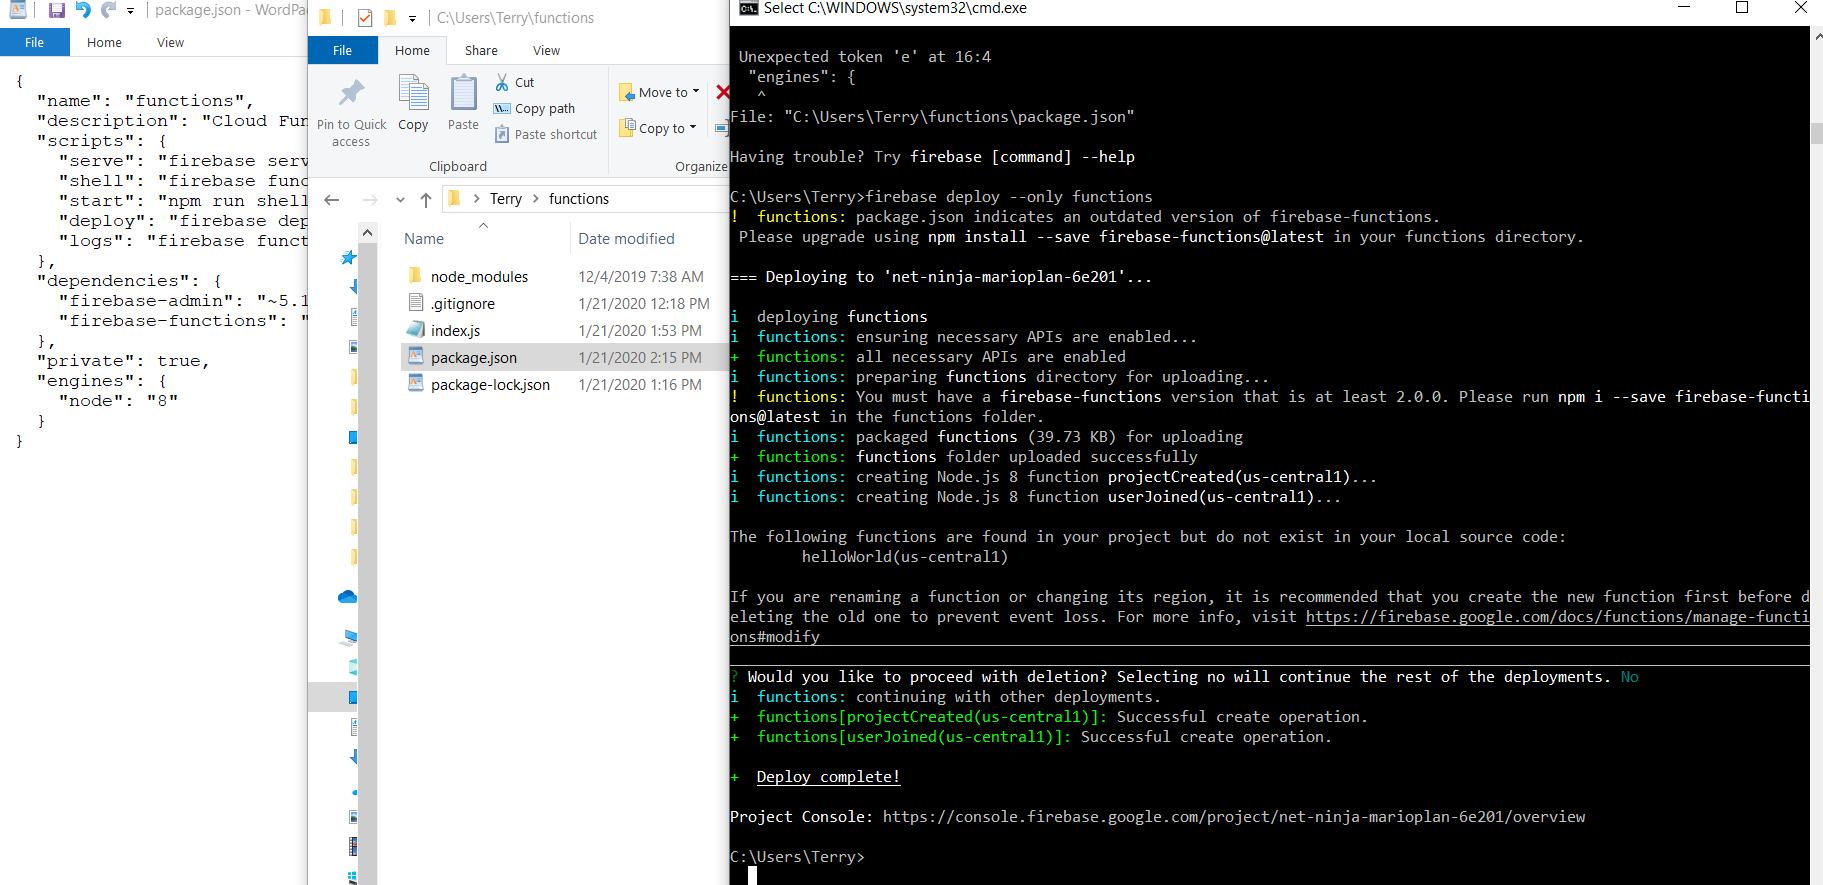 package.json - WordPa
File
Home
View
{
"name": "functions",
"description": "Cloud Fun
"scripts": {
"serve": "firebase serv
"shell": "firebase func
"start": "npm run shell
"deploy": "firebase dep
"logs": "firebase funct
},
"dependencies": {
"firebase-admin": "~5.1
"firebase-functions": "
},
"private": true,
"engines": {
"node": "8"
}
}
C:\Users\Terry\functions
File
Home
Share
View
Pin to Quick access
Copy
Paste
Cut
Copy path
Paste shortcut
Clipboard
Move to
Copy to
Organize
Terry > functions
Name
Date modified
node_modules 12/4/2019 7:38 AM
.gitignore 1/21/2020 12:18 PM
index.js 1/21/2020 1:53 PM
package.json 1/21/2020 2:15 PM
package-lock.json 1/21/2020 1:16 PM
Select C:\WINDOWS\system32\cmd.exe
Unexpected token 'e' at 16:4
"engines": {
^
File: "C:\Users\Terry\functions\package.json"
Having trouble? Try firebase [command] --help
C:\Users\Terry>firebase deploy --only functions
! functions: package.json indicates an outdated version of firebase-functions.
Please upgrade using npm install --save firebase-functions@latest in your functions directory.
=== Deploying to 'net-ninja-marioplan-6e201'...
i deploying functions
i functions: ensuring necessary APIs are enabled...
+ functions: all necessary APIs are enabled
i functions: preparing functions directory for uploading...
! functions: You must have a firebase-functions version that is at least 2.0.0. Please run npm i --save firebase-functi
ons@latest in the functions folder.
i functions: packaged functions (39.73 KB) for uploading
+ functions: functions folder uploaded successfully
i functions: creating Node.js 8 function projectCreated(us-central1)...
i functions: creating Node.js 8 function userJoined(us-central1)...
The following functions are found in your project but do not exist in your local source code:
helloWorld(us-central1)
If you are renaming a function or changing its region, it is recommended that you create the new function first before d
eleting the old one to prevent event loss. For more info, visit https://firebase.google.com/docs/functions/manage-functi
ons#modify
? Would you like to proceed with deletion? Selecting no will continue the rest of the deployments. No
i functions: continuing with other deployments.
+ functions[projectCreated(us-central1)]: Successful create operation.
+ functions[userJoined(us-central1)]: Successful create operation.
+ Deploy complete!
Project Console: https://console.firebase.google.com/project/net-ninja-marioplan-6e201/overview
C:\Users\Terry>